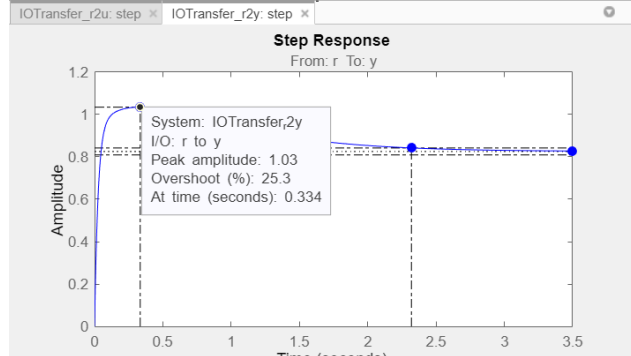 IOTransfer_r2u: step ×
IOTransfer_r2y: step ×
Step Response
From: r To: y
1.2
1
0.8
0.6
0.4
0.2
0
Amplitude
System: IOTransfer_r2y
I/O: r to y
Peak amplitude: 1.03
Overshoot (%): 25.3
At time (seconds): 0.334
0 0.5 1 1.5 2 2.5 3 3.5
Time (seconds)